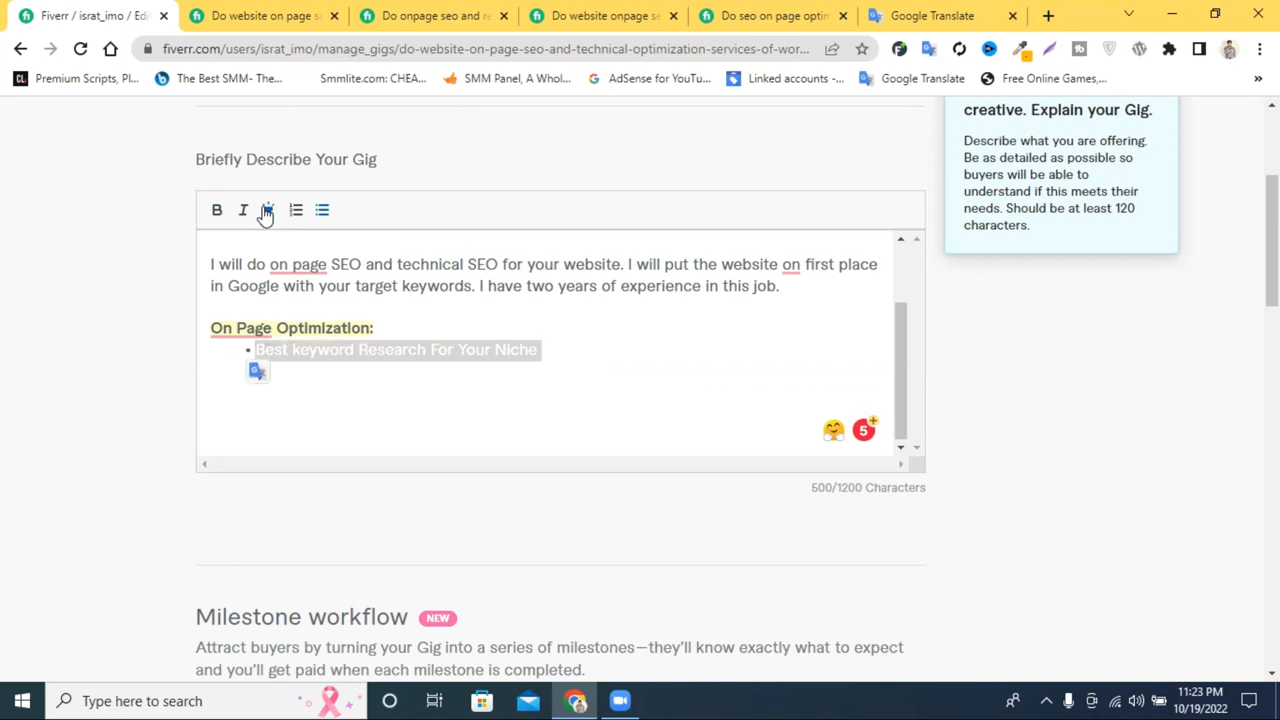 Fiverr / israt_imo / Edi
Do website on page s
Do onpage seo and re
Do website onpage se
Do seo on page optim
Google Translate
fiverr.com/users/israt_imo/manage_gigs/do-website-on-page-seo-and-technical-optimization-services-of-wor...
CL Premium Scripts, Pl...
The Best SMM- The...
Smmlite.com: CHEA...
SMM Panel, A Whol...
AdSense for YouTu...
Linked accounts -...
Google Translate
Free Online Games,...
»
creative. Explain your Gig.
Describe what you are offering.
Be as detailed as possible so
buyers will be able to
understand if this meets their
needs. Should be at least 120
characters.
Briefly Describe Your Gig
B I
I will do on page SEO and technical SEO for your website. I will put the website on first place
in Google with your target keywords. I have two years of experience in this job.
On Page Optimization:
• Best keyword Research For Your Niche
5
500/1200 Characters
Milestone workflow NEW
Attract buyers by turning your Gig into a series of milestones—they'll know exactly what to expect
and you'll get paid when each milestone is completed.
Type here to search
11:23 PM
10/19/2022